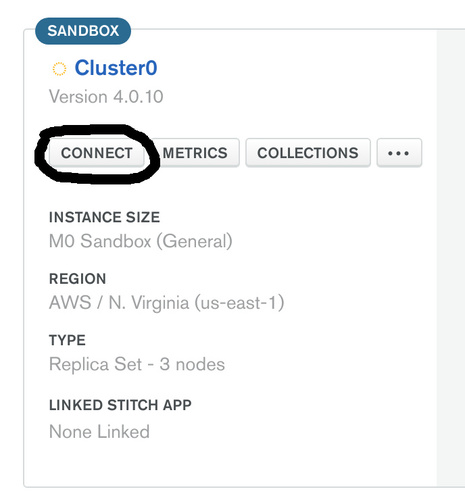 SANDBOX
Cluster0
Version 4.0.10
CONNECT METRICS COLLECTIONS •••
INSTANCE SIZE
M0 Sandbox (General)
REGION
AWS / N. Virginia (us-east-1)
TYPE
Replica Set - 3 nodes
LINKED STITCH APP
None Linked